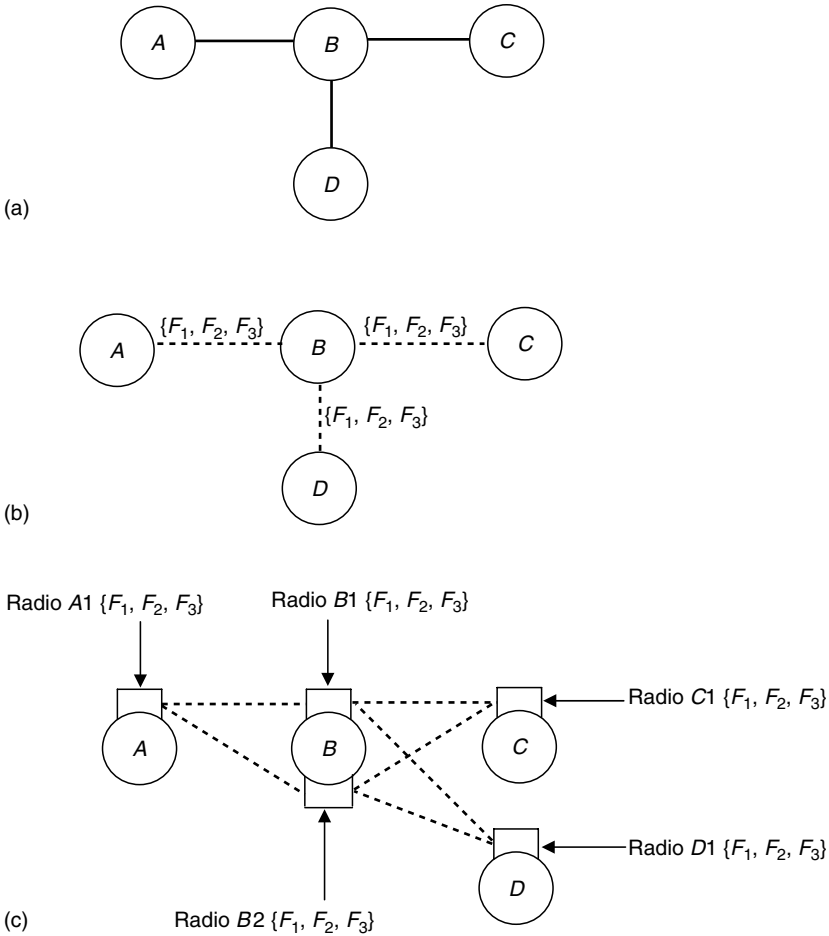 A B C
D
(a)
{F₁, F₂, F₃} {F₁, F₂, F₃}
A B C
{F₁, F₂, F₃}
D
(b)
Radio A1 {F₁, F₂, F₃} Radio B1 {F₁, F₂, F₃}
Radio C1 {F₁, F₂, F₃}
A B C
Radio D1 {F₁, F₂, F₃}
D
(c) Radio B2 {F₁, F₂, F₃}